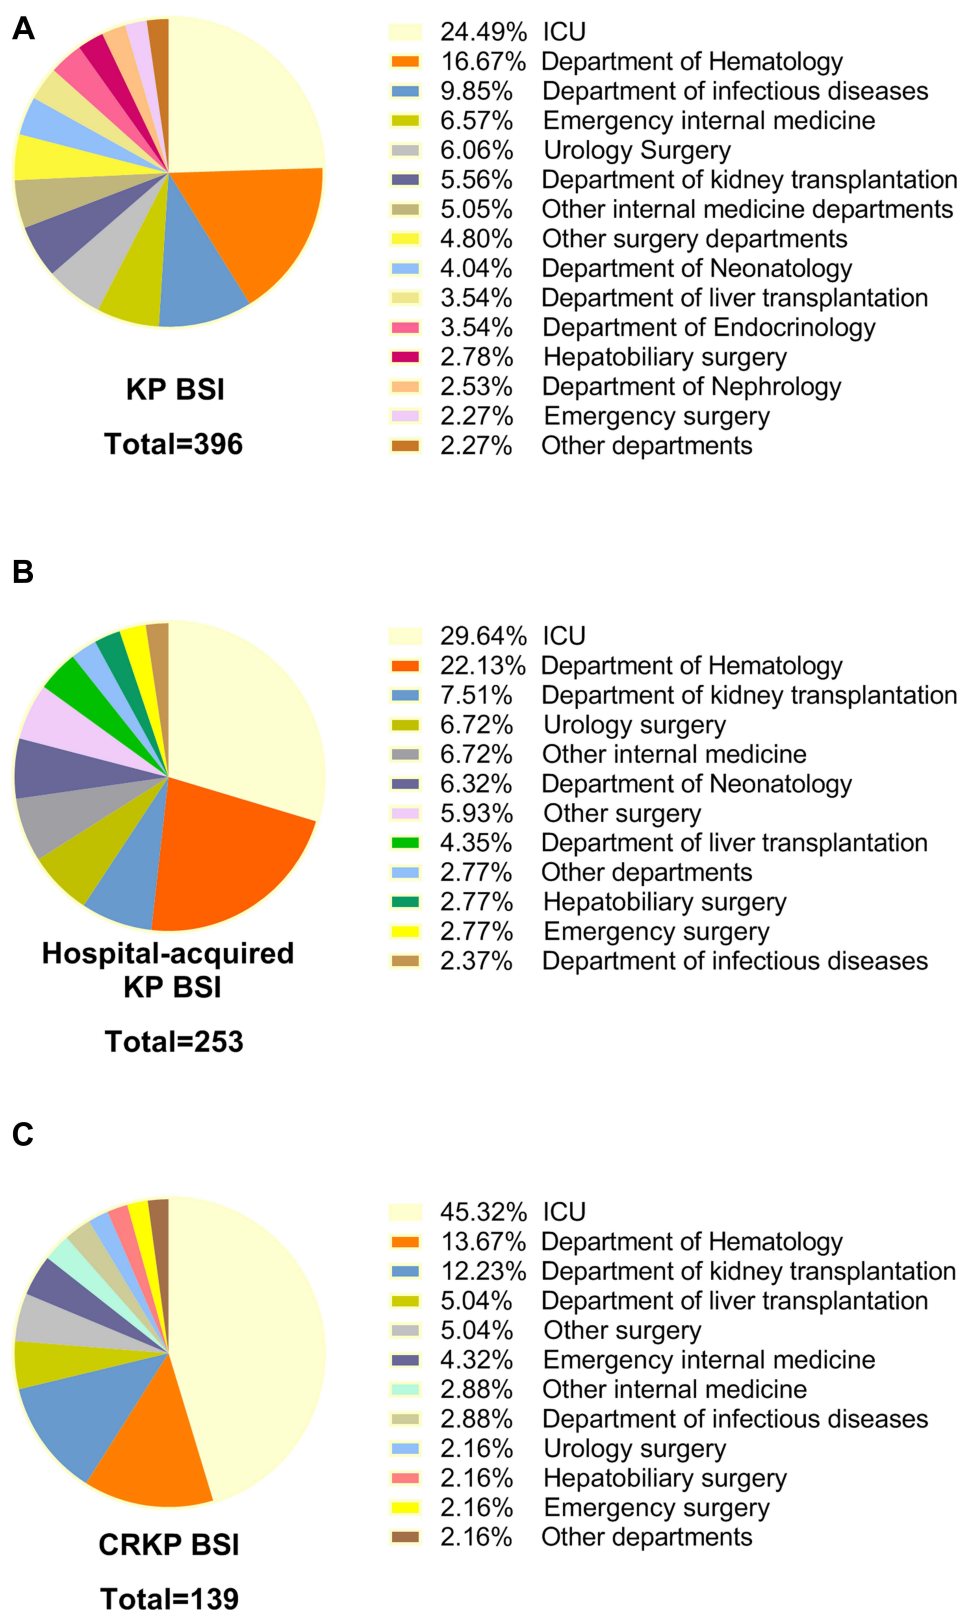 A
24.49% ICU
16.67% Department of Hematology
9.85% Department of infectious diseases
6.57% Emergency internal medicine
6.06% Urology Surgery
5.56% Department of kidney transplantation
5.05% Other internal medicine departments
4.80% Other surgery departments
4.04% Department of Neonatology
3.54% Department of liver transplantation
3.54% Department of Endocrinology
2.78% Hepatobiliary surgery
2.53% Department of Nephrology
2.27% Emergency surgery
2.27% Other departments
KP BSI
Total=396
B
29.64% ICU
22.13% Department of Hematology
7.51% Department of kidney transplantation
6.72% Urology surgery
6.72% Other internal medicine
6.32% Department of Neonatology
5.93% Other surgery
4.35% Department of liver transplantation
2.77% Other departments
2.77% Hepatobiliary surgery
2.77% Emergency surgery
2.37% Department of infectious diseases
Hospital-acquired
KP BSI
Total=253
C
45.32% ICU
13.67% Department of Hematology
12.23% Department of kidney transplantation
5.04% Department of liver transplantation
5.04% Other surgery
4.32% Emergency internal medicine
2.88% Other internal medicine
2.88% Department of infectious diseases
2.16% Urology surgery
2.16% Hepatobiliary surgery
2.16% Emergency surgery
2.16% Other departments
CRKP BSI
Total=139